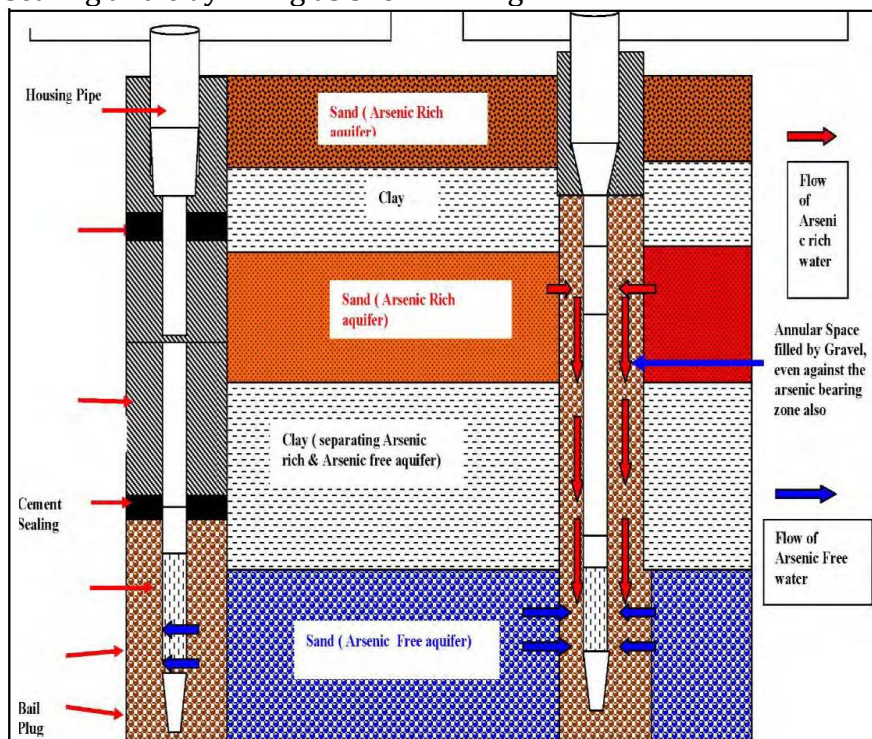 Housing Pipe
Sand ( Arsenic Rich
aquifer)
Clay
Sand ( Arsenic Rich
aquifer)
Clay ( separating Arsenic
rich & Arsenic free aquifer)
Cement
Sealing
Sand ( Arsenic Free aquifer)
Bail
Plug
Flow
of
Arseni
c rich
water
Annular Space
filled by Gravel,
even against the
arsenic bearing
zone also
Flow of
Arsenic Free
water